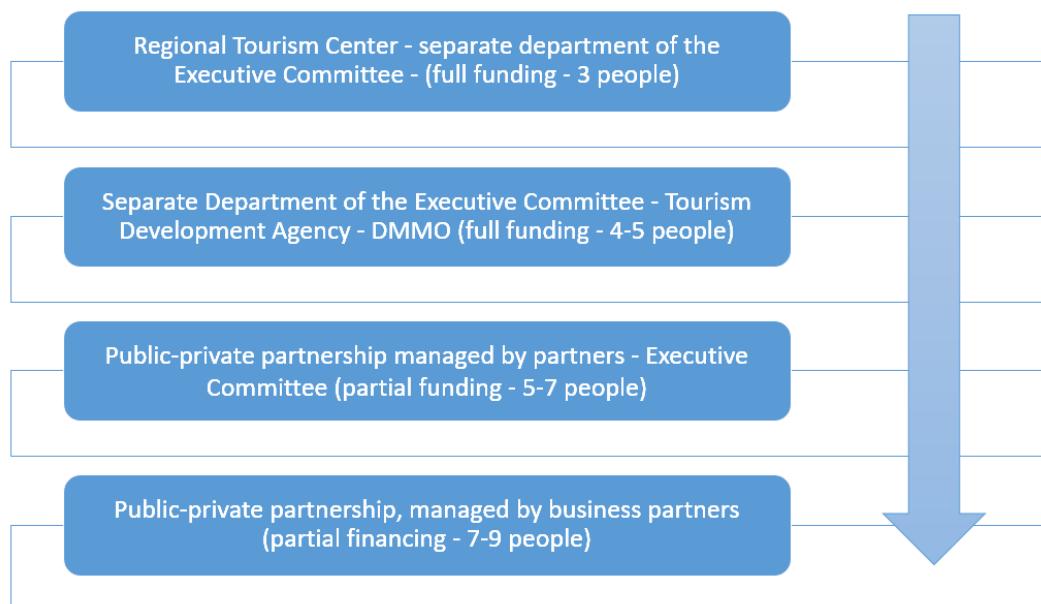 Regional Tourism Center - separate department of the
Executive Committee - (full funding - 3 people)
Separate Department of the Executive Committee - Tourism
Development Agency - DMMO (full funding - 4-5 people)
Public-private partnership managed by partners - Executive
Committee (partial funding - 5-7 people)
Public-private partnership, managed by business partners
(partial financing - 7-9 people)